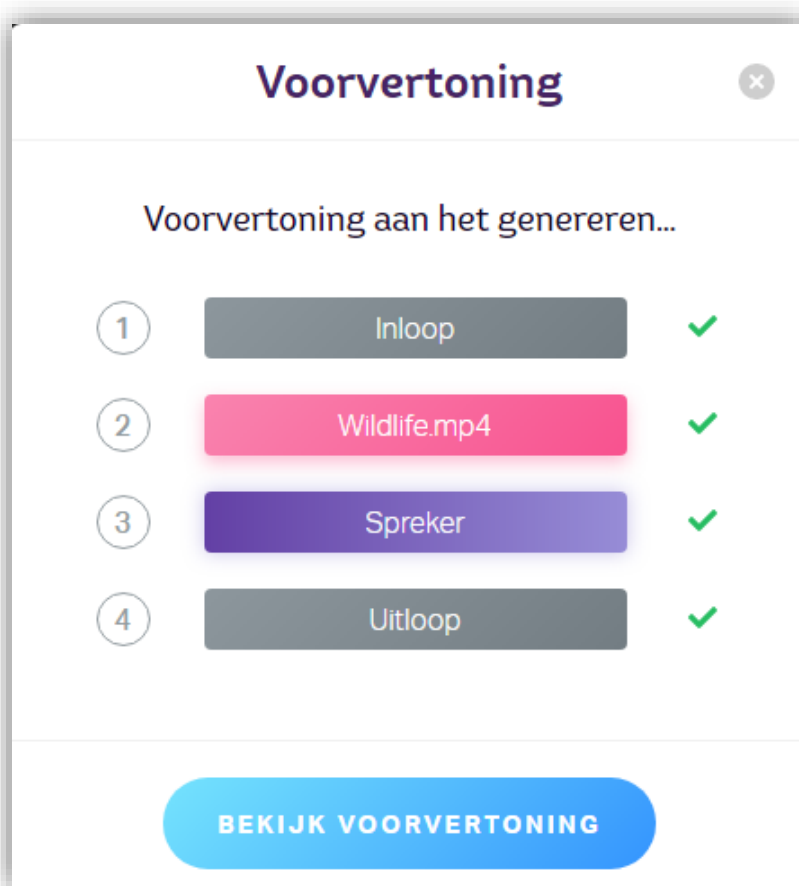 Voorvertoning
Voorvertoning aan het genereren...
1 Inloop
2 Wildlife.mp4
3 Spreker
4 Uitloop
BEKIJK VOORVERTONING